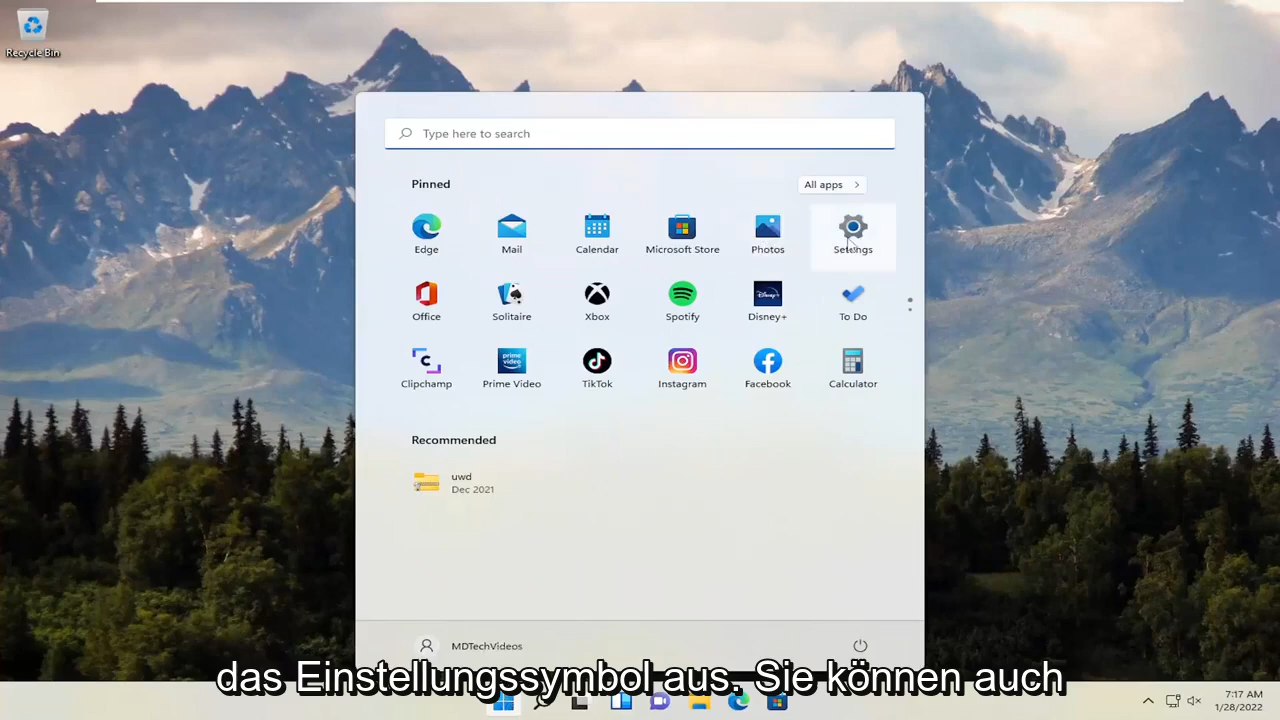 Recycle Bin
Type here to search
Pinned
All apps
Edge
Mail
Calendar
Microsoft Store
Photos
Settings
Office
Solitaire
Xbox
Spotify
Disney+
To Do
Clipchamp
Prime Video
TikTok
Instagram
Facebook
Calculator
Recommended
uwd
Dec 2021
MDTechVideos
das Einstellungssymbol aus. Sie können auch
7:17 AM
1/28/2022